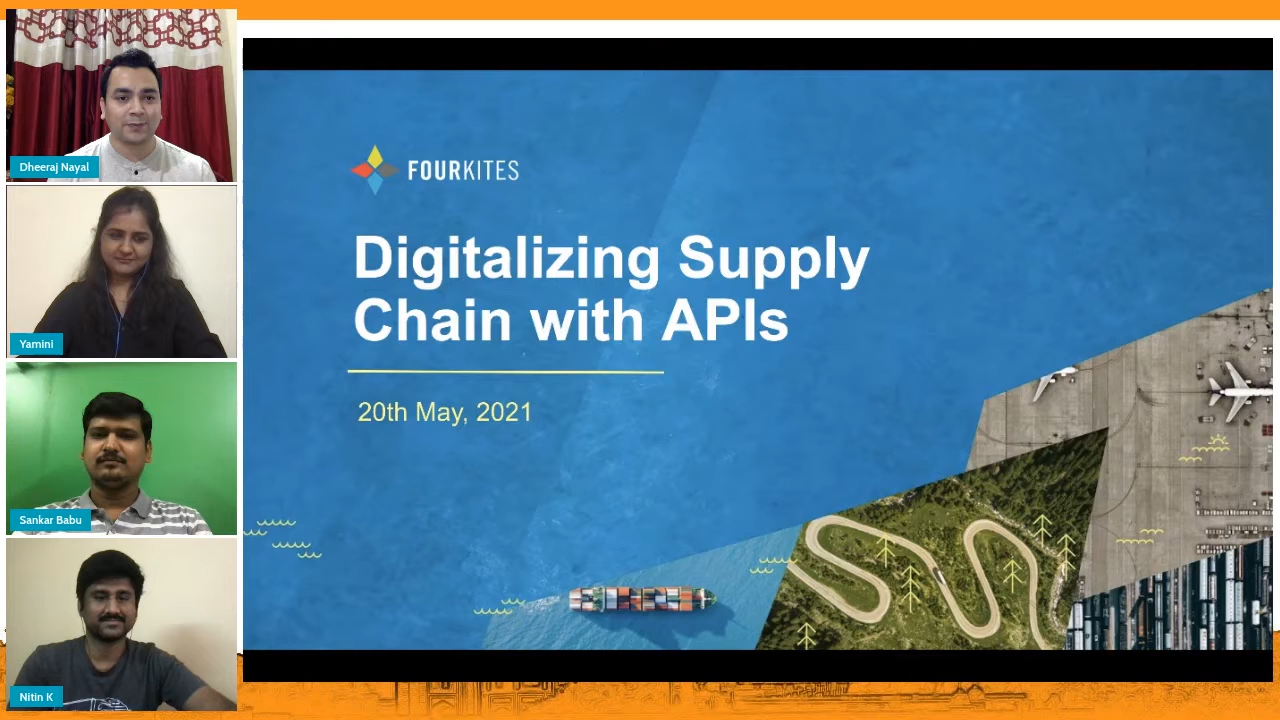 Dheeraj Nayal
Yamini
Sankar Babu
Nitin K
FOURKITES
Digitalizing Supply
Chain with APIs
20th May, 2021